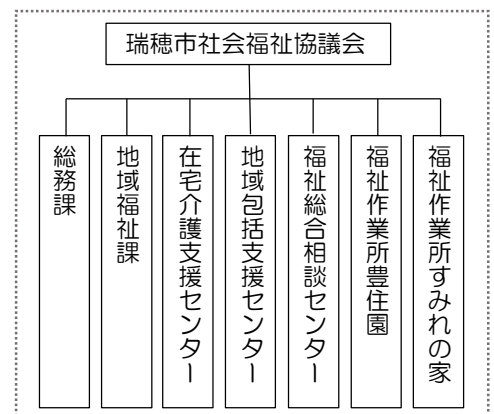 瑞穂市社会福祉協議会
総務課
地域福祉課
在宅介護支援センター
地域包括支援センター
福祉総合相談センター
福祉作業所豊住園
福祉作業所すみれの家